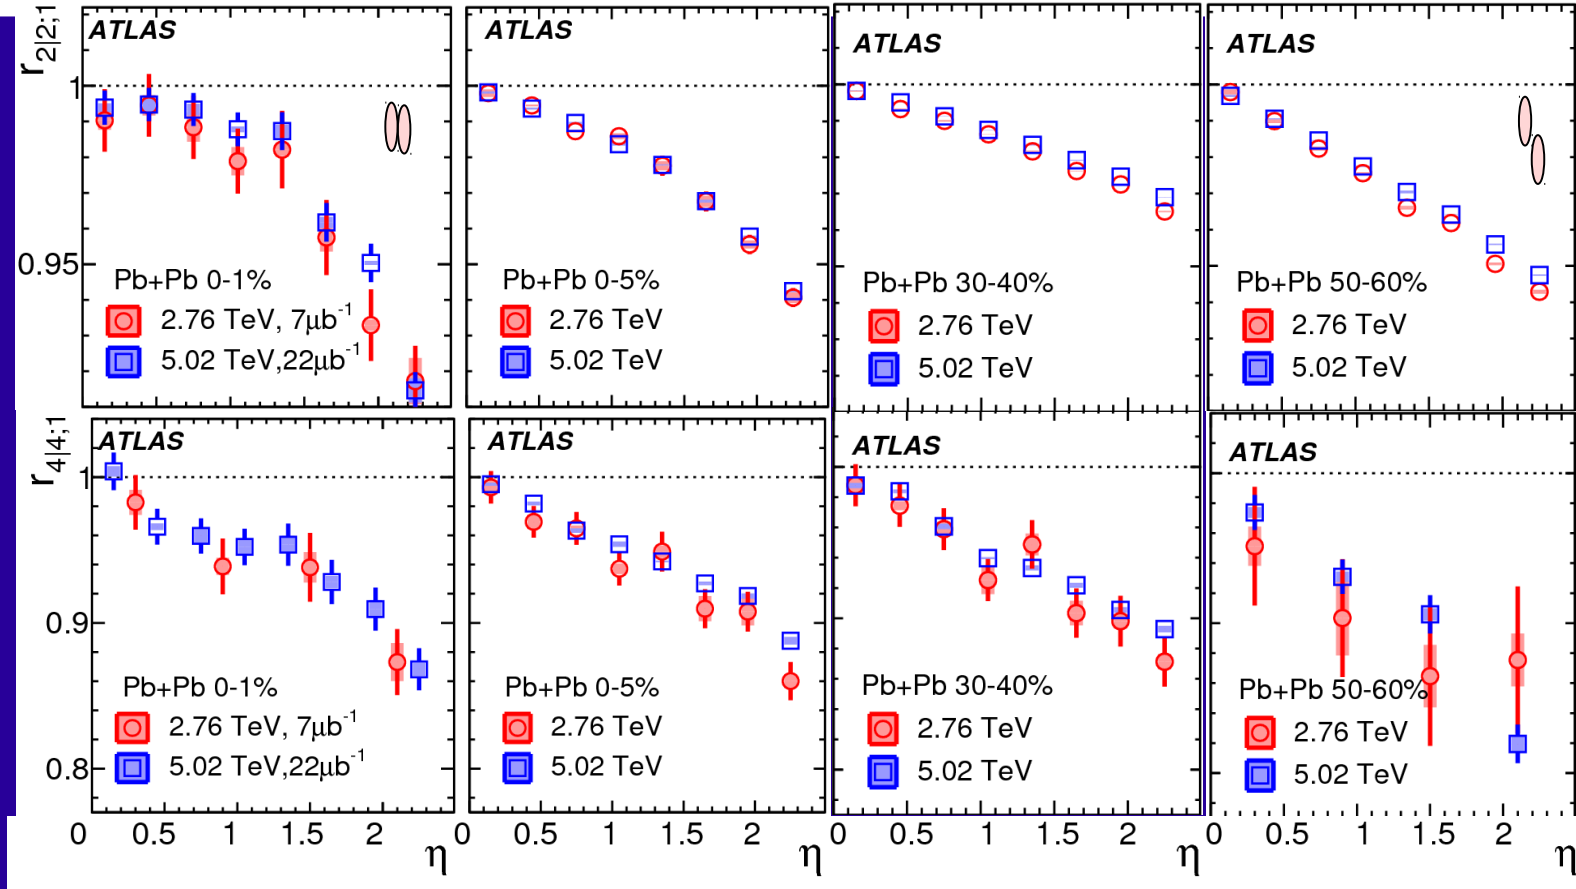 r2|2;1
1
0.95
ATLAS
Pb+Pb 0-1%
2.76 TeV, 7μb-1
5.02 TeV,22μb-1
ATLAS
Pb+Pb 0-5%
2.76 TeV
5.02 TeV
ATLAS
Pb+Pb 30-40%
2.76 TeV
5.02 TeV
ATLAS
Pb+Pb 50-60%
2.76 TeV
5.02 TeV
r4|4;1
1
0.9
0.8
ATLAS
Pb+Pb 0-1%
2.76 TeV, 7μb-1
5.02 TeV,22μb-1
0 0.5 1 1.5 2
η
ATLAS
Pb+Pb 0-5%
2.76 TeV
5.02 TeV
0 0.5 1 1.5 2
η
ATLAS
Pb+Pb 30-40%
2.76 TeV
5.02 TeV
0 0.5 1 1.5 2
η
ATLAS
Pb+Pb 50-60%
2.76 TeV
5.02 TeV
0 0.5 1 1.5 2
η